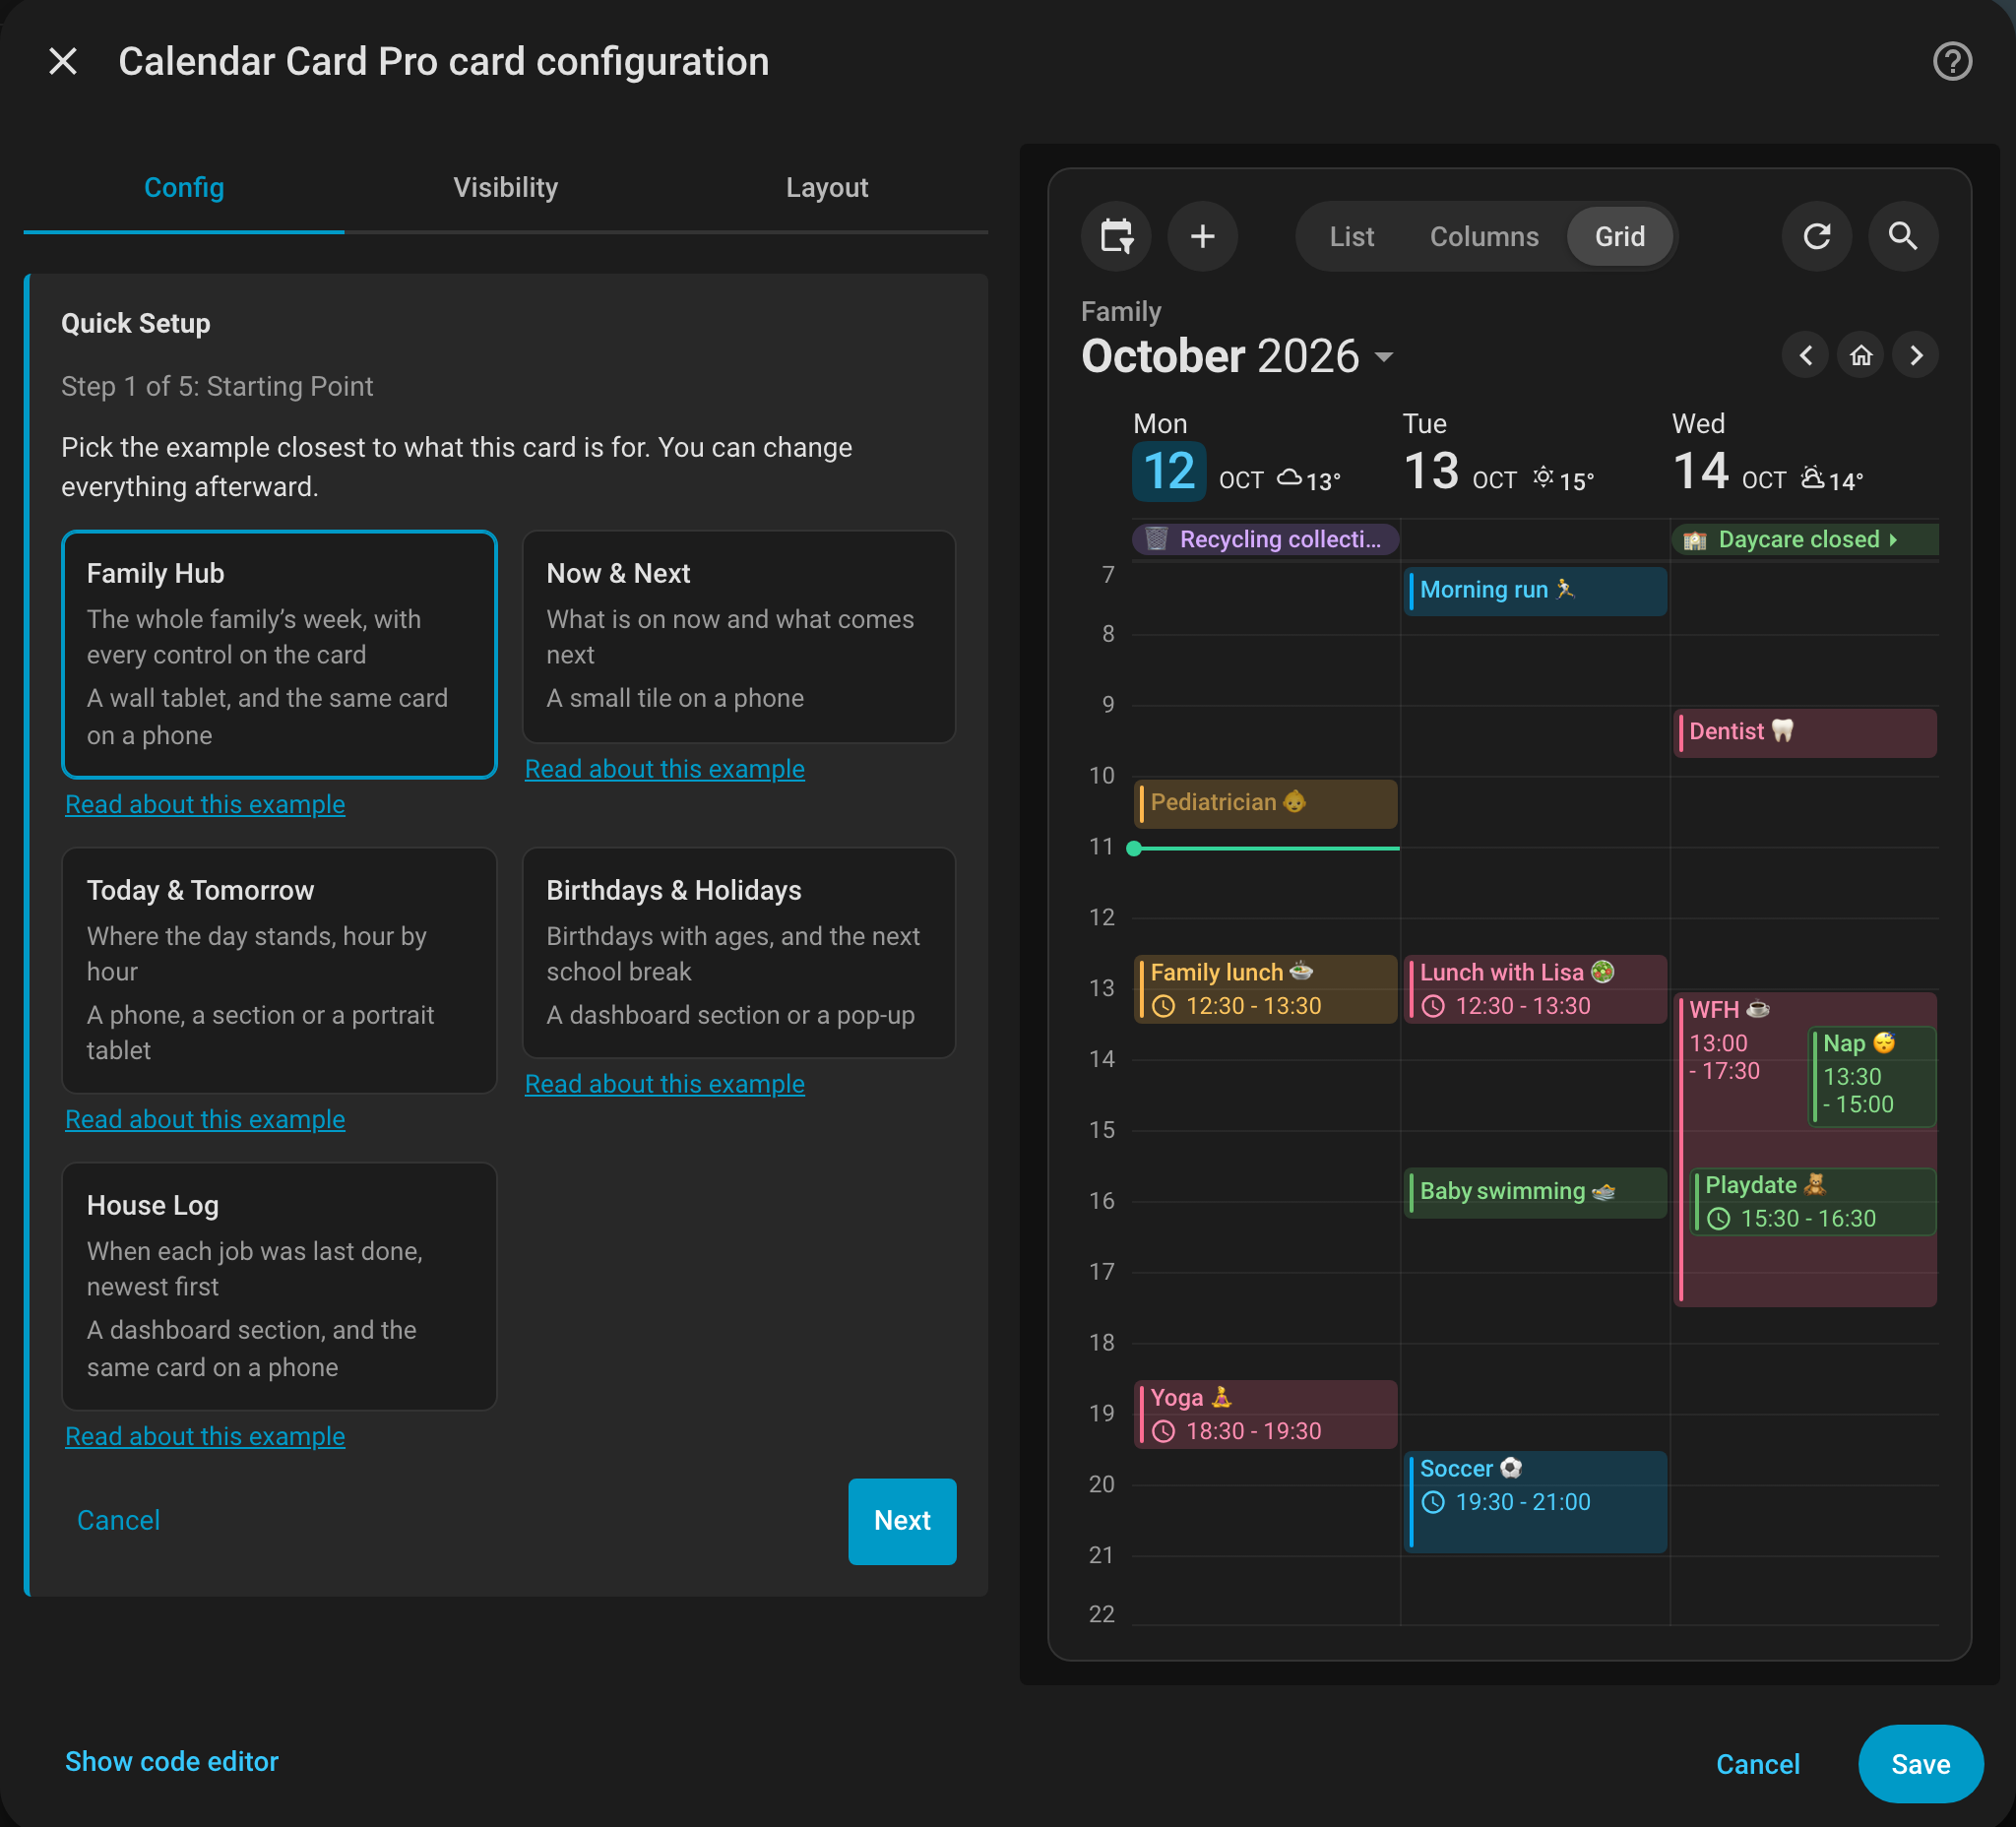 Calendar Card Pro card configuration
Config
Visibility
Layout
Quick Setup
Step 1 of 5: Starting Point
Pick the example closest to what this card is for. You can change
everything afterward.
Family Hub
The whole family’s week, with
every control on the card
A wall tablet, and the same card
on a phone
Read about this example
Now & Next
What is on now and what comes
next
A small tile on a phone
Read about this example
Today & Tomorrow
Where the day stands, hour by
hour
A phone, a section or a portrait
tablet
Read about this example
Birthdays & Holidays
Birthdays with ages, and the next
school break
A dashboard section or a pop-up
Read about this example
House Log
When each job was last done,
newest first
A dashboard section, and the
same card on a phone
Read about this example
Cancel
Next
List
Columns
Grid
Family
October 2026
Mon
12 OCT 13°
Tue
13 OCT 15°
Wed
14 OCT 14°
Recycling collecti...
Daycare closed
7
Morning run
8
9
Dentist
10
Pediatrician
11
12
Family lunch
12:30 - 13:30
Lunch with Lisa
12:30 - 13:30
13
WFH
13:00
- 17:30
Nap
13:30
- 15:00
14
15
Baby swimming
Playdate
15:30 - 16:30
16
17
18
Yoga
18:30 - 19:30
19
Soccer
19:30 - 21:00
20
21
22
Show code editor
Cancel
Save